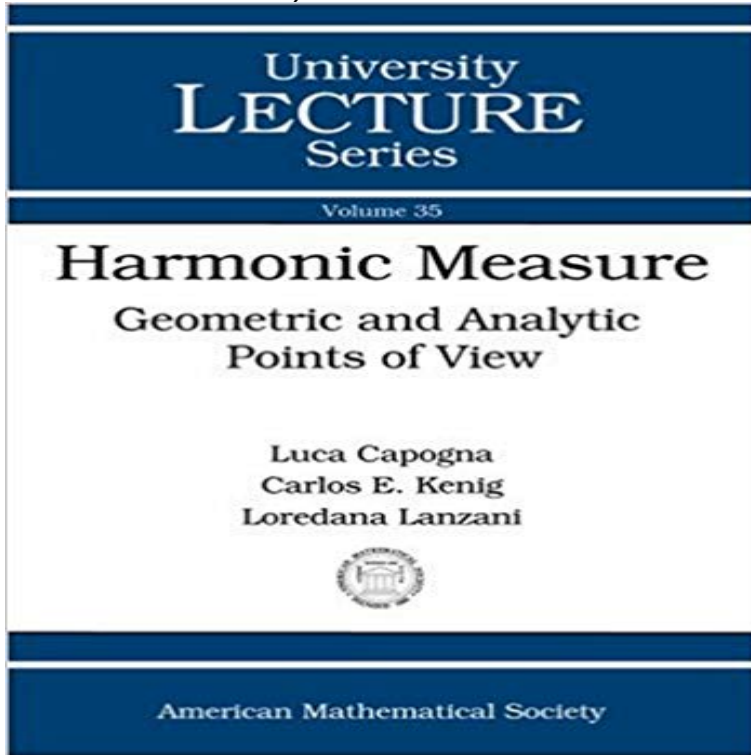 University
LECTURE
Series
Volume 35
Harmonic Measure
Geometric and Analytic
Points of View
Luca Capogna
Carlos E. Kenig
Loredana Lanzani
American Mathematical Society